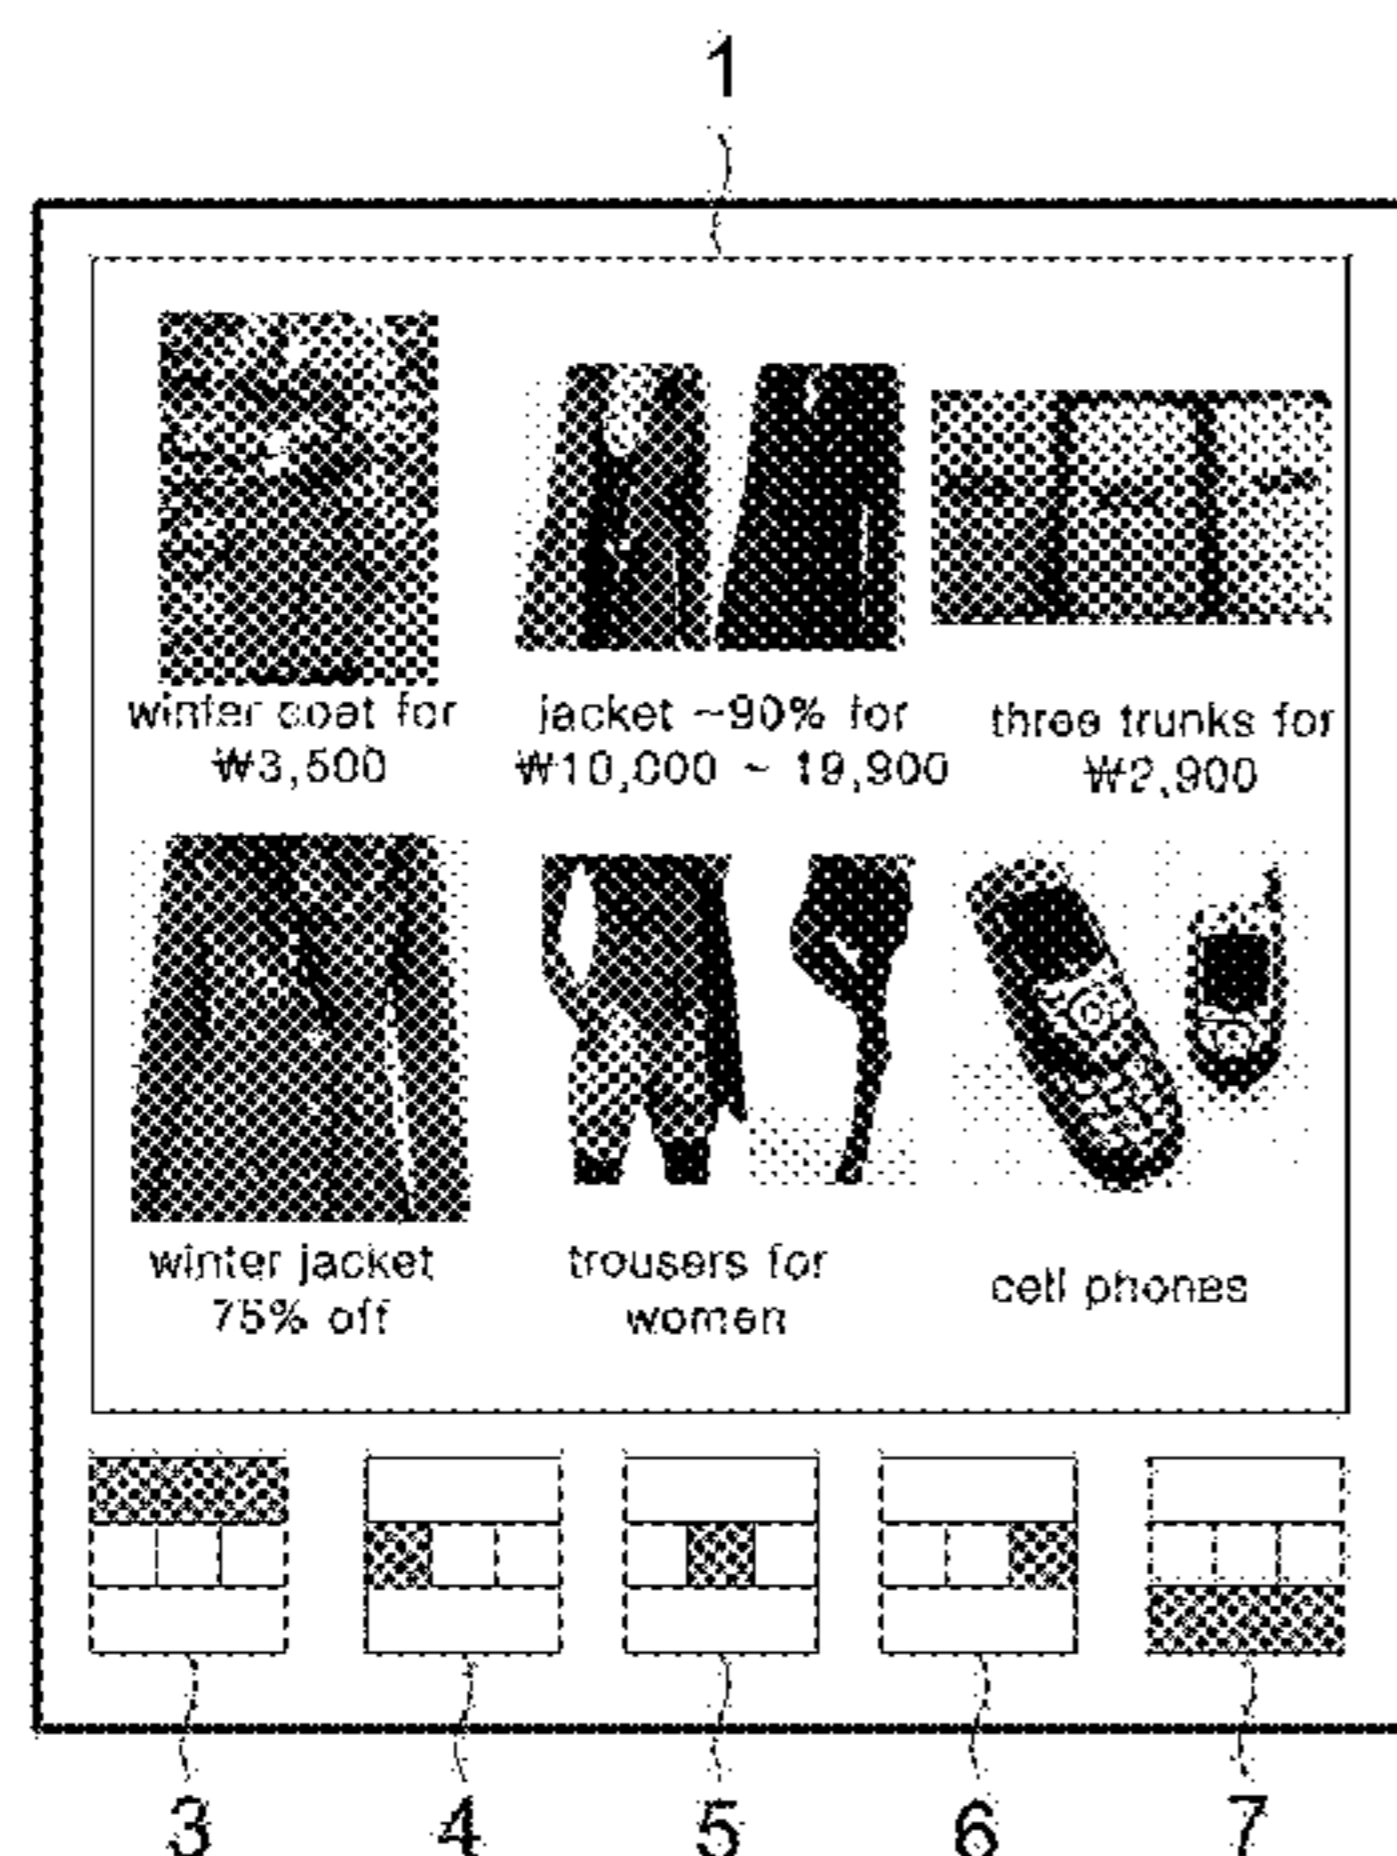 1
winter coat for
₩3,500
jacket ~90% for
₩10,000 ~ 19,900
three trunks for
₩2,900
winter jacket
75% off
trousers for
women
cell phones
3 4 5 6 7